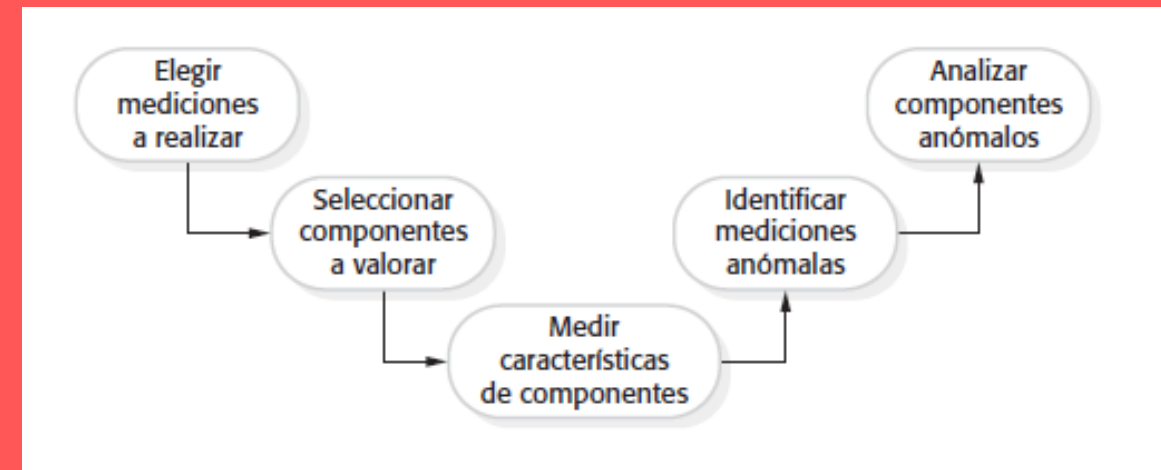 Elegir
mediciones
a realizar
Seleccionar
componentes
a valorar
Medir
características
de componentes
Identificar
mediciones
anómalas
Analizar
componentes
anómalos